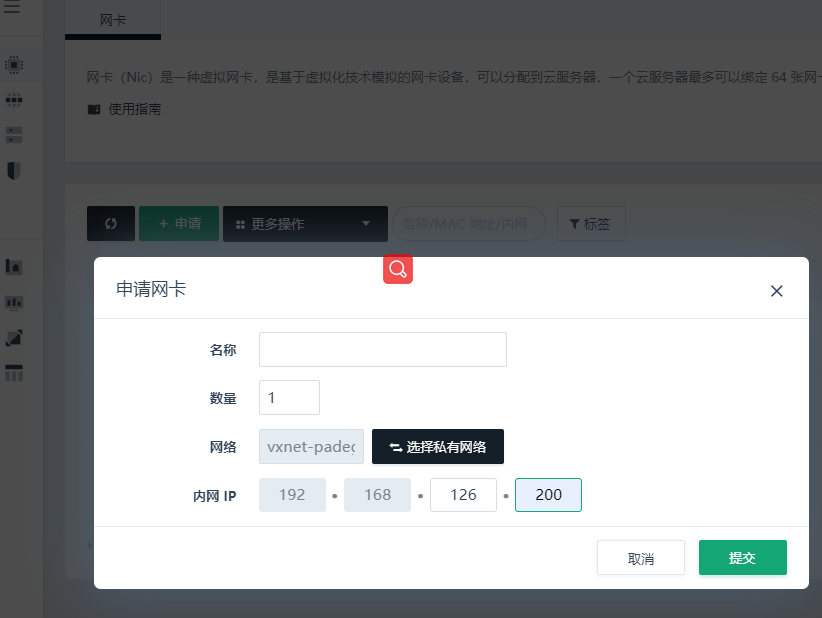 网卡
网卡（Nic）是一种虚拟网卡，是基于虚拟化技术模拟的网卡设备，可以分配到云服务器，一个云服务器最多可以绑定 64 张网卡
使用指南
+ 申请
更多操作
名称/MAC 地址/内网
标签
申请网卡
名称
数量
1
网络
vxnet-padeg
选择私有网络
内网 IP
192 • 168 • 126 • 200
取消
提交